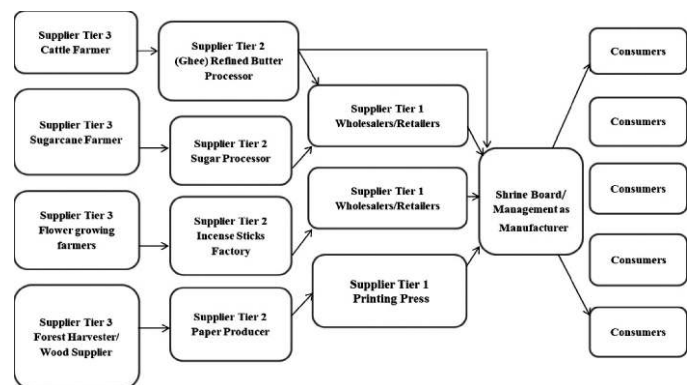 Supplier Tier 3
Cattle Farmer
Supplier Tier 2
(Ghee) Refined Butter
Processor
Supplier Tier 3
Sugarcane Farmer
Supplier Tier 2
Sugar Processor
Supplier Tier 1
Wholesalers/Retailers
Supplier Tier 3
Flower growing
farmers
Supplier Tier 2
Incense Sticks
Factory
Supplier Tier 1
Wholesalers/Retailers
Supplier Tier 3
Forest Harvester/
Wood Supplier
Supplier Tier 2
Paper Producer
Supplier Tier 1
Printing Press
Shrine Board/
Management as
Manufacturer
Consumers
Consumers
Consumers
Consumers
Consumers